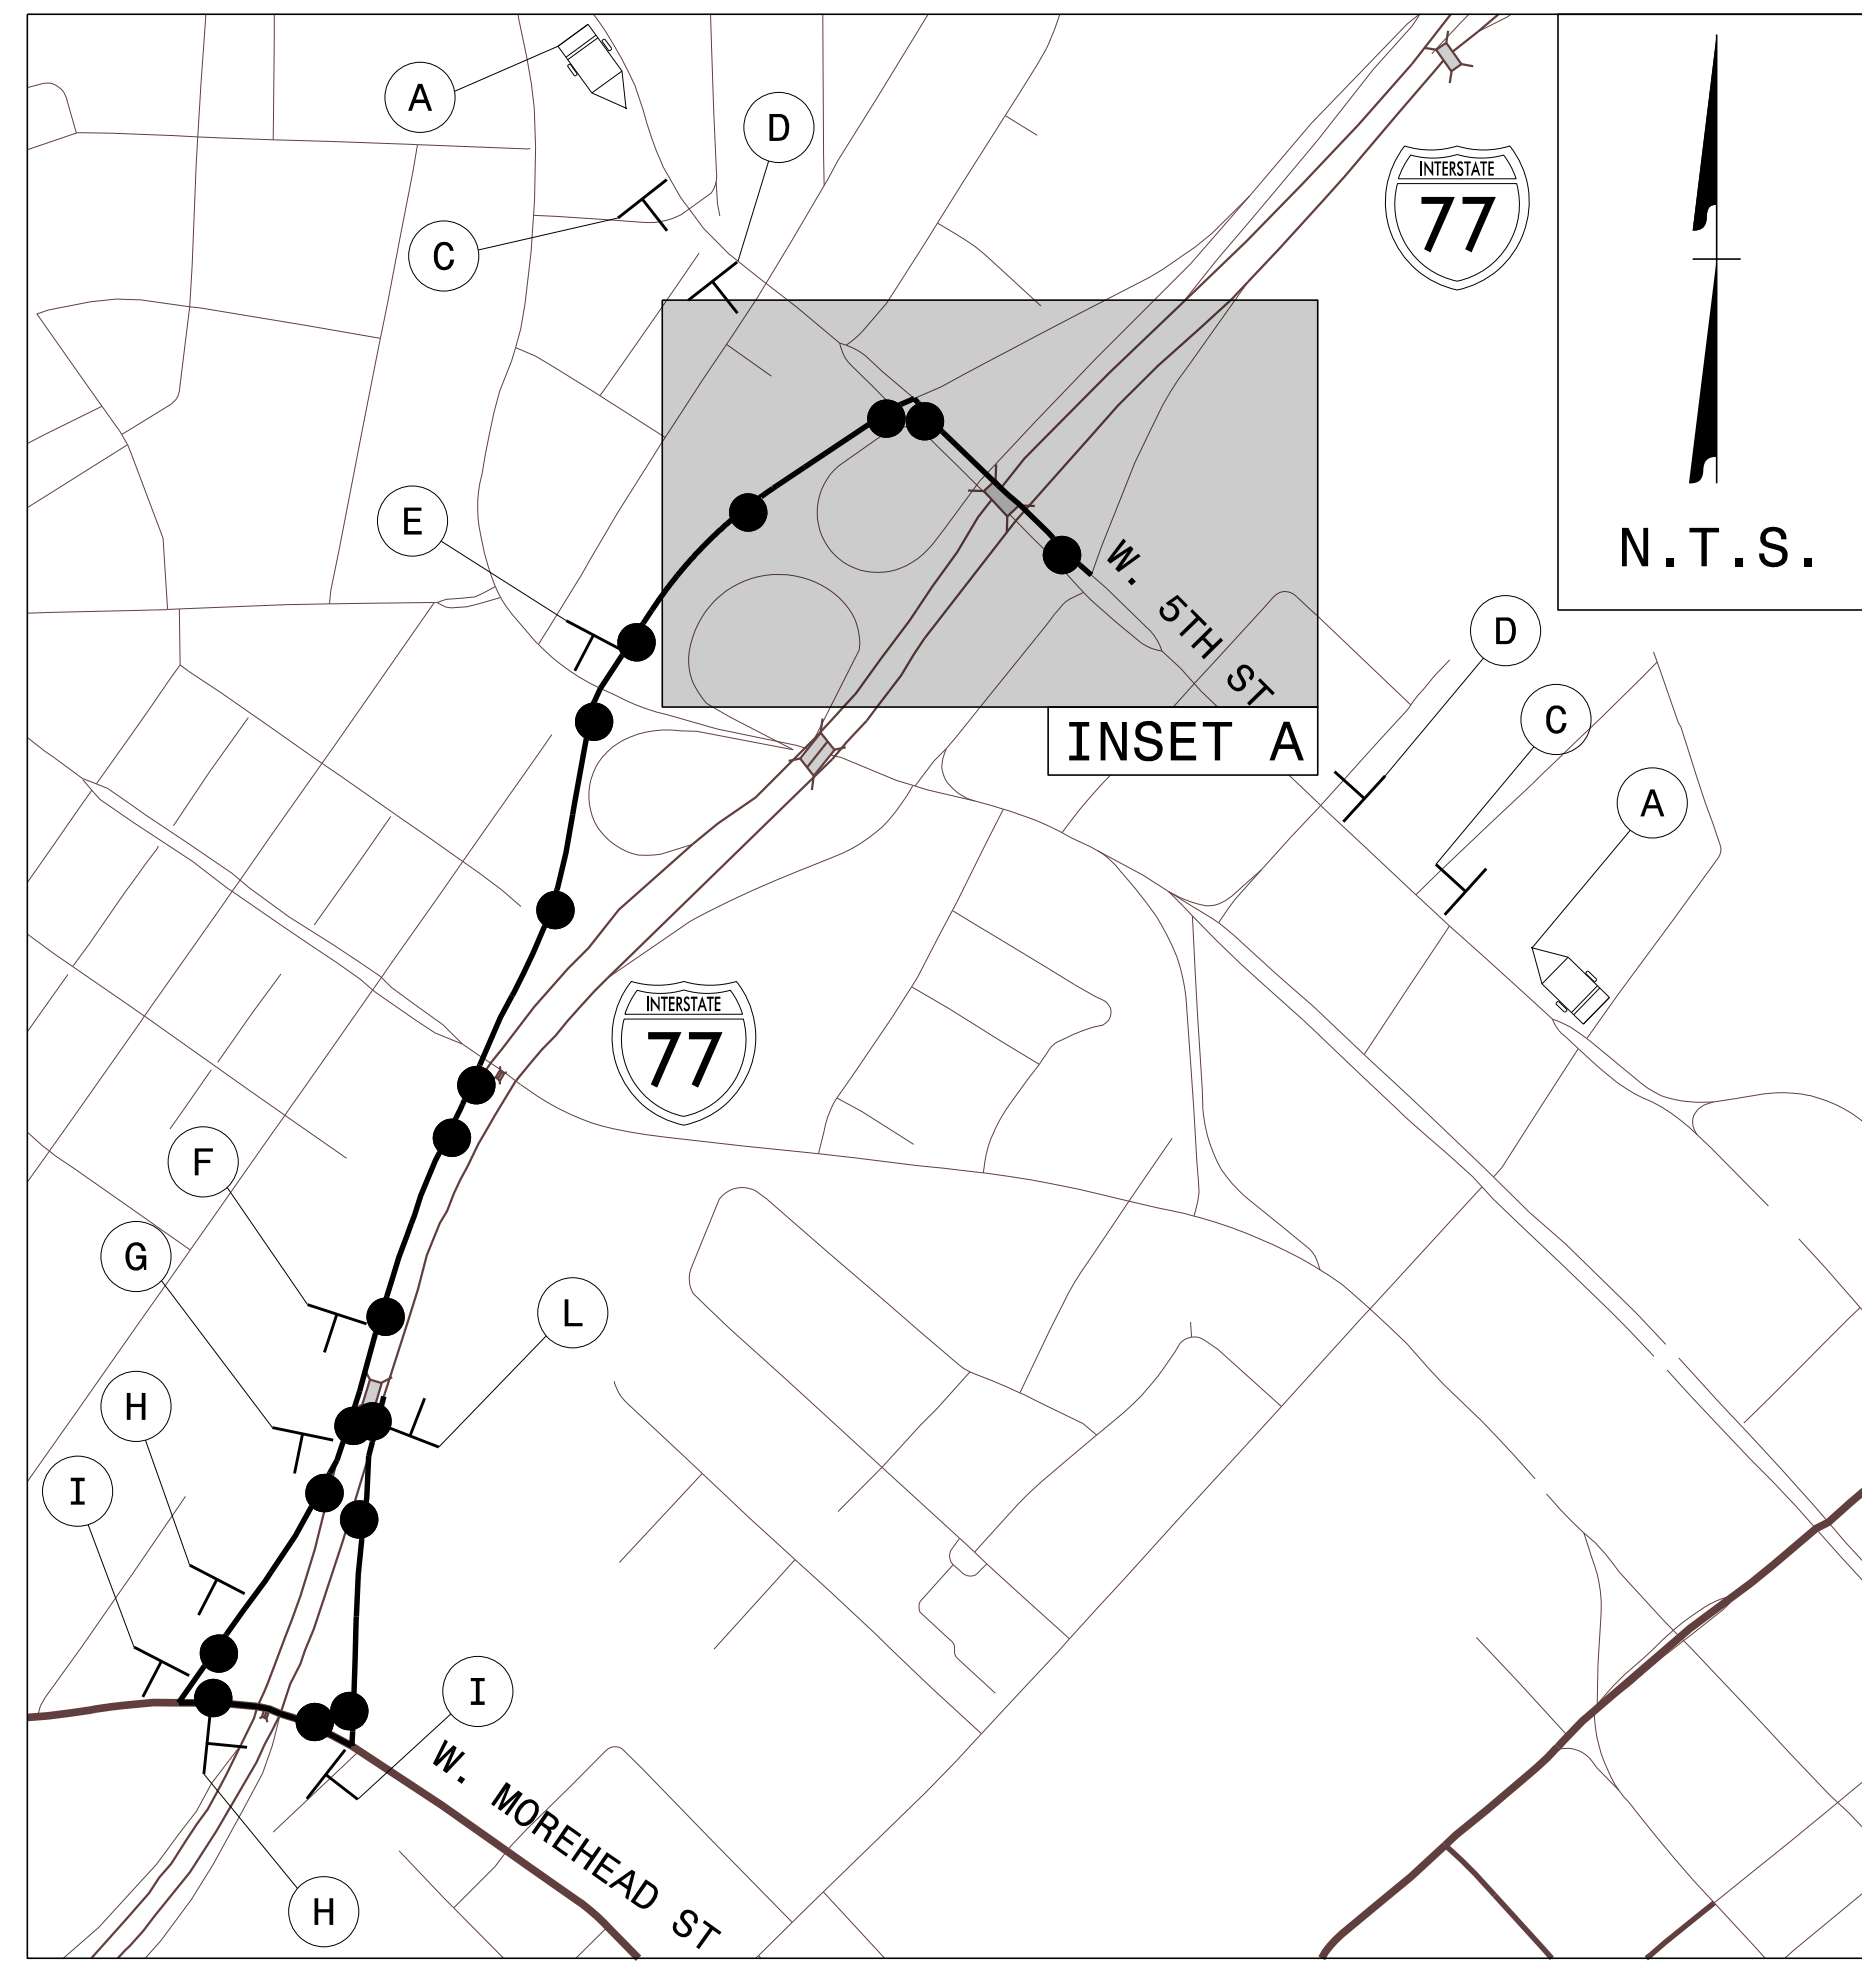 A
D
INTERSTATE
77
C
E
N.T.S.
W. 5TH ST
D
C
INSET A
A
INTERSTATE
77
F
G
L
H
I
I
W. MOREHEAD ST
H